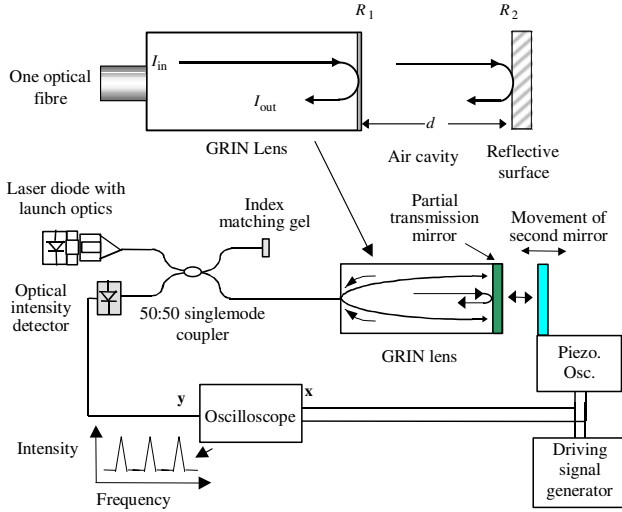 R1 R2
One optical
fibre
Iin
Iout
d
GRIN Lens
Air cavity
Reflective
surface
Laser diode with
launch optics
Index
matching gel
Partial
transmission
mirror
Movement of
second mirror
Optical
intensity
detector
50:50 singlemode
coupler
GRIN lens
Piezo.
Osc.
y
x
Oscilloscope
Intensity
Frequency
Driving
signal
generator